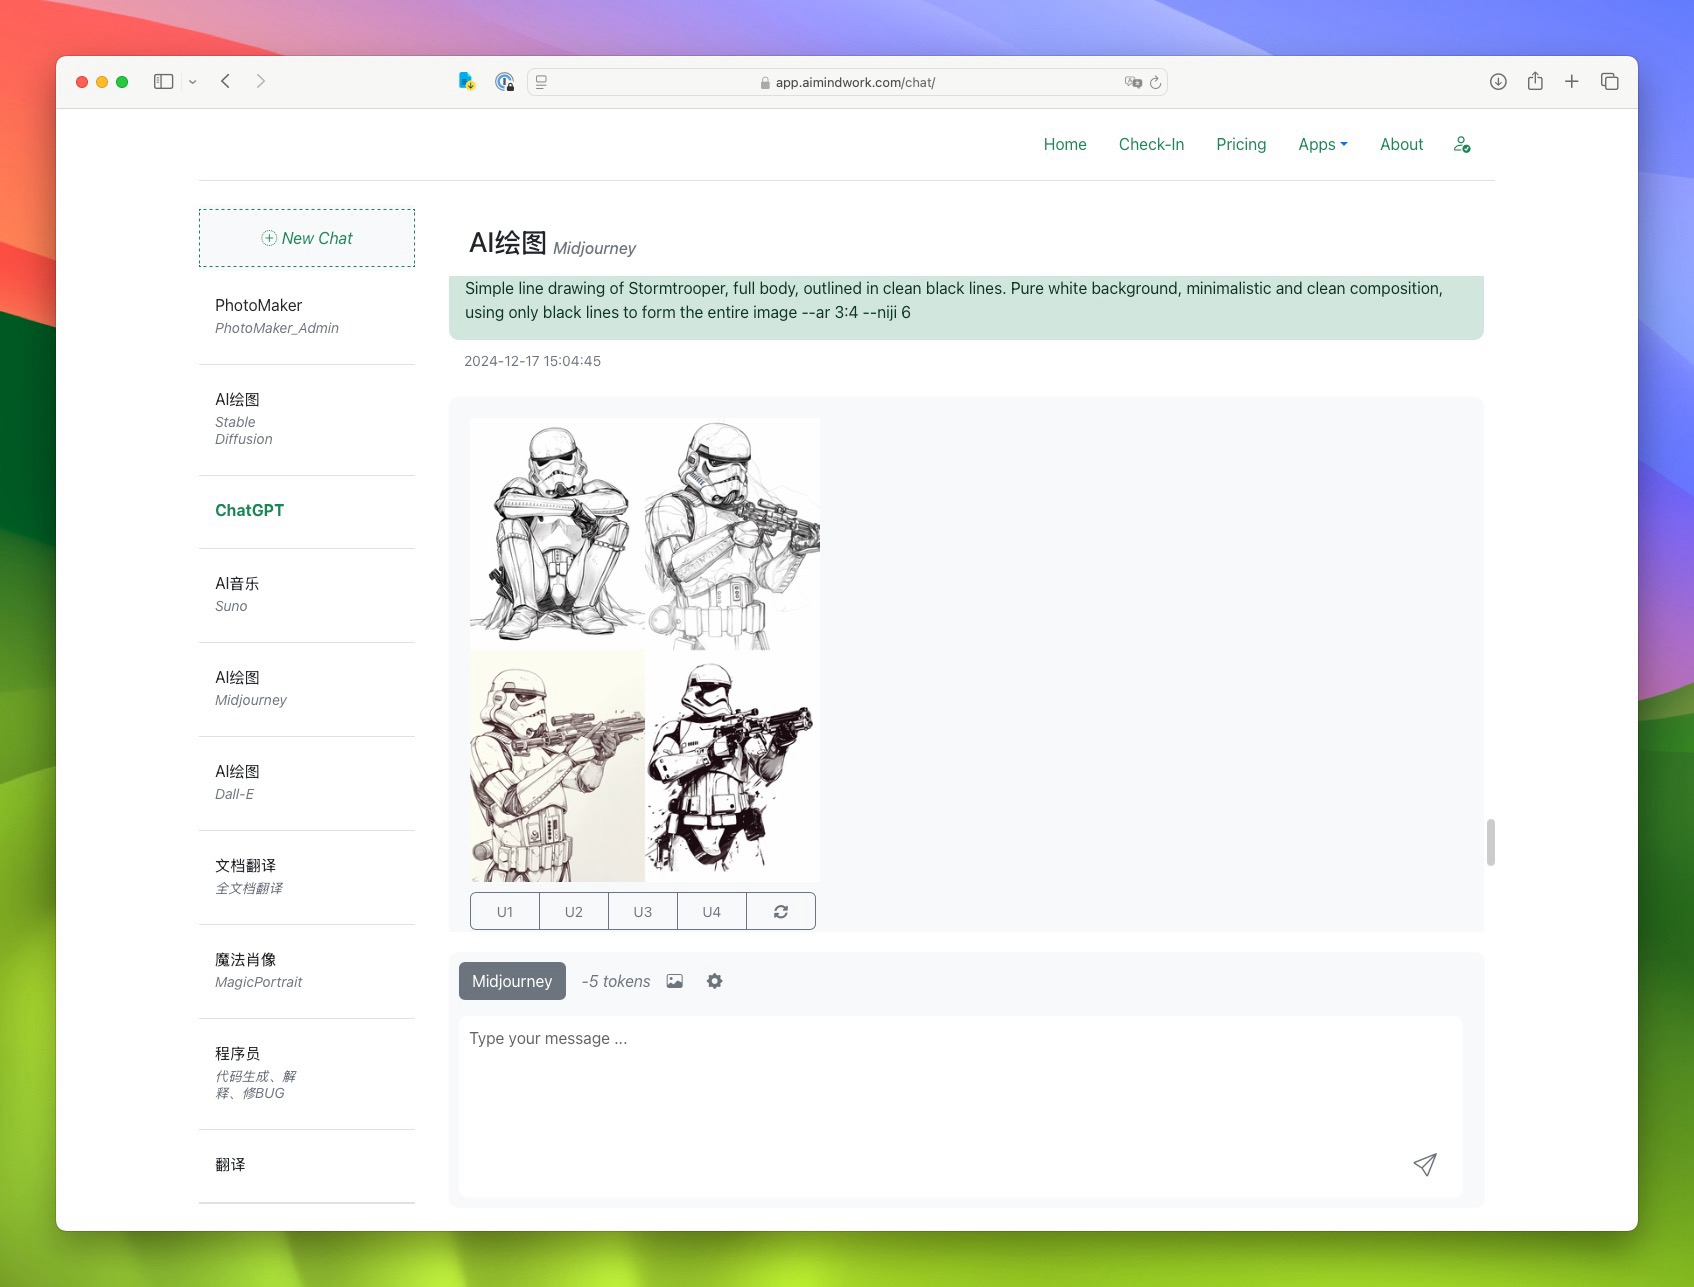 app.aimindwork.com/chat/
Home
Check-In
Pricing
Apps
About
New Chat
PhotoMaker
PhotoMaker_Admin
AI绘图
Stable
Diffusion
ChatGPT
AI音乐
Suno
AI绘图
Midjourney
AI绘图
Dall-E
文档翻译
全文档翻译
魔法肖像
MagicPortrait
程序员
代码生成、解
释、修BUG
翻译
AI绘图 Midjourney
Simple line drawing of Stormtrooper, full body, outlined in clean black lines. Pure white background, minimalistic and clean composition,
using only black lines to form the entire image --ar 3:4 --niji 6
2024-12-17 15:04:45
U1
U2
U3
U4
Midjourney
-5 tokens
Type your message ...